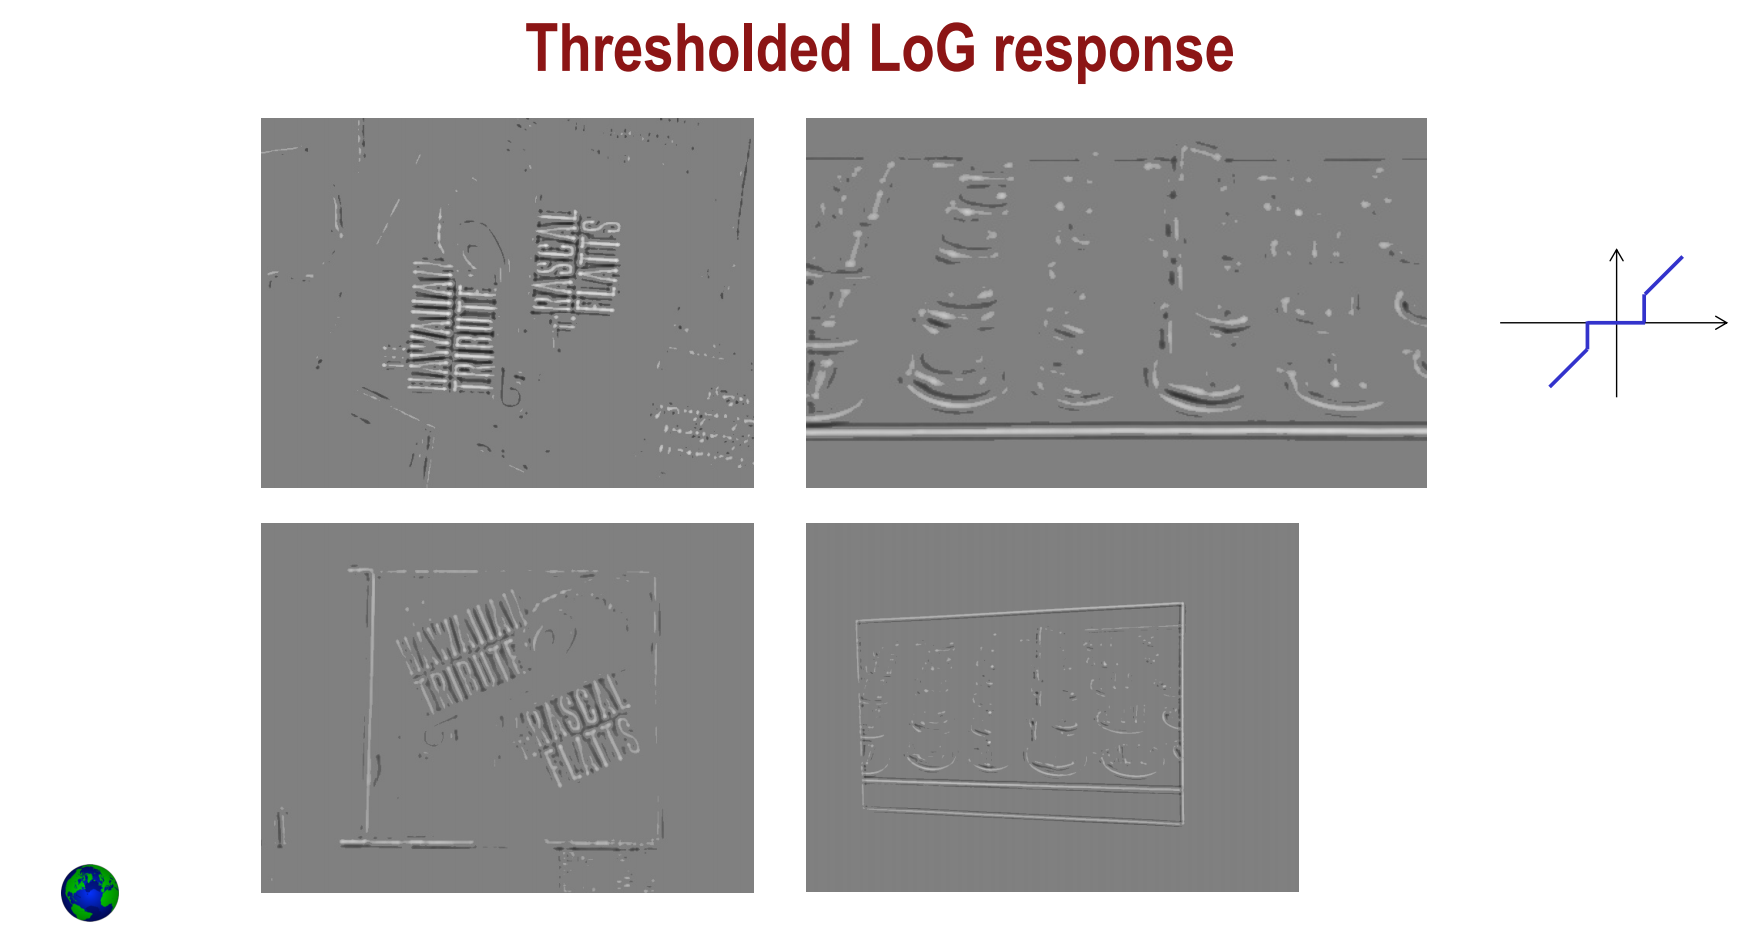 Thresholded LoG response
RASCAL
FLATTS
HAWAIIAN
TRIBUTE
HAWAIIAN
TRIBUTE
RASCAL
FLATTS